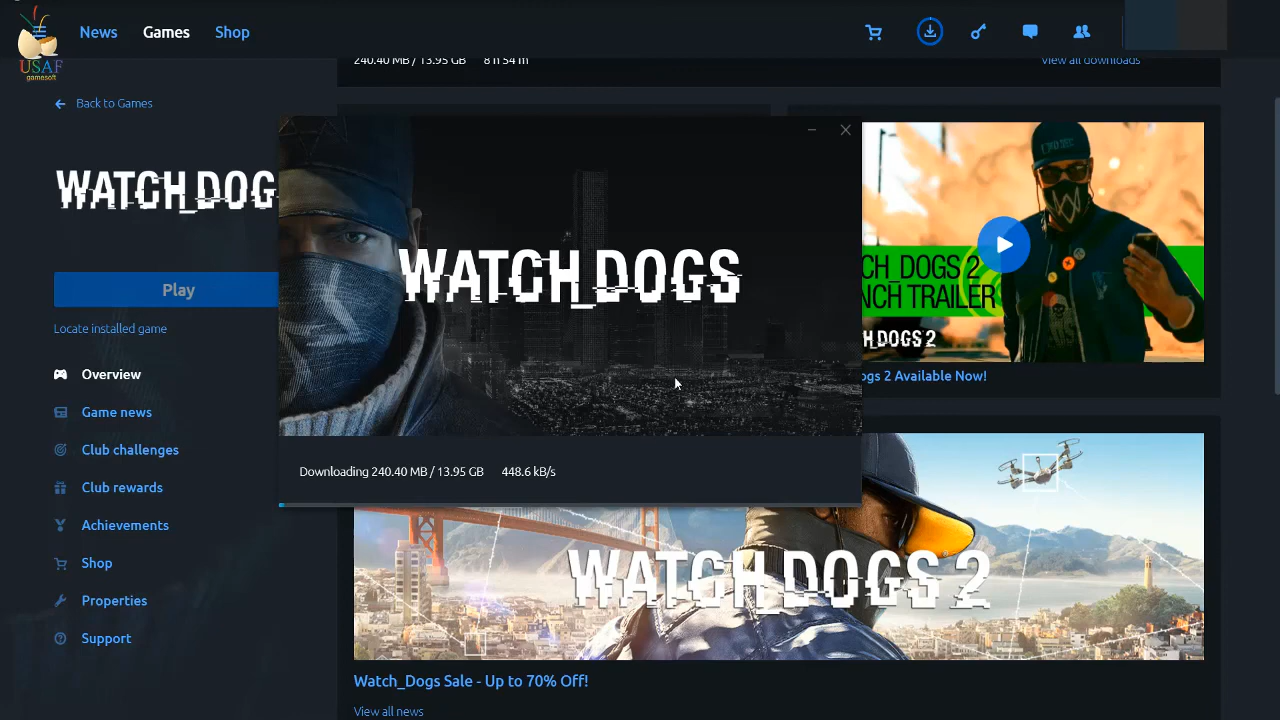 News
Games
Shop
USAF
gamesoft
240.40 MB / 13.95 GB 8 h 54 m
View all downloads
Back to Games
WATCH_DOG
Play
Locate installed game
Overview
Game news
Club challenges
Club rewards
Achievements
Shop
Properties
Support
WATCH_DOGS
Downloading 240.40 MB / 13.95 GB 448.6 kB/s
CH_DOGS 2
NCH TRAILER
H_DOGS 2
ogs 2 Available Now!
WATCH_DOGS 2
Watch_Dogs Sale - Up to 70% Off!
View all news